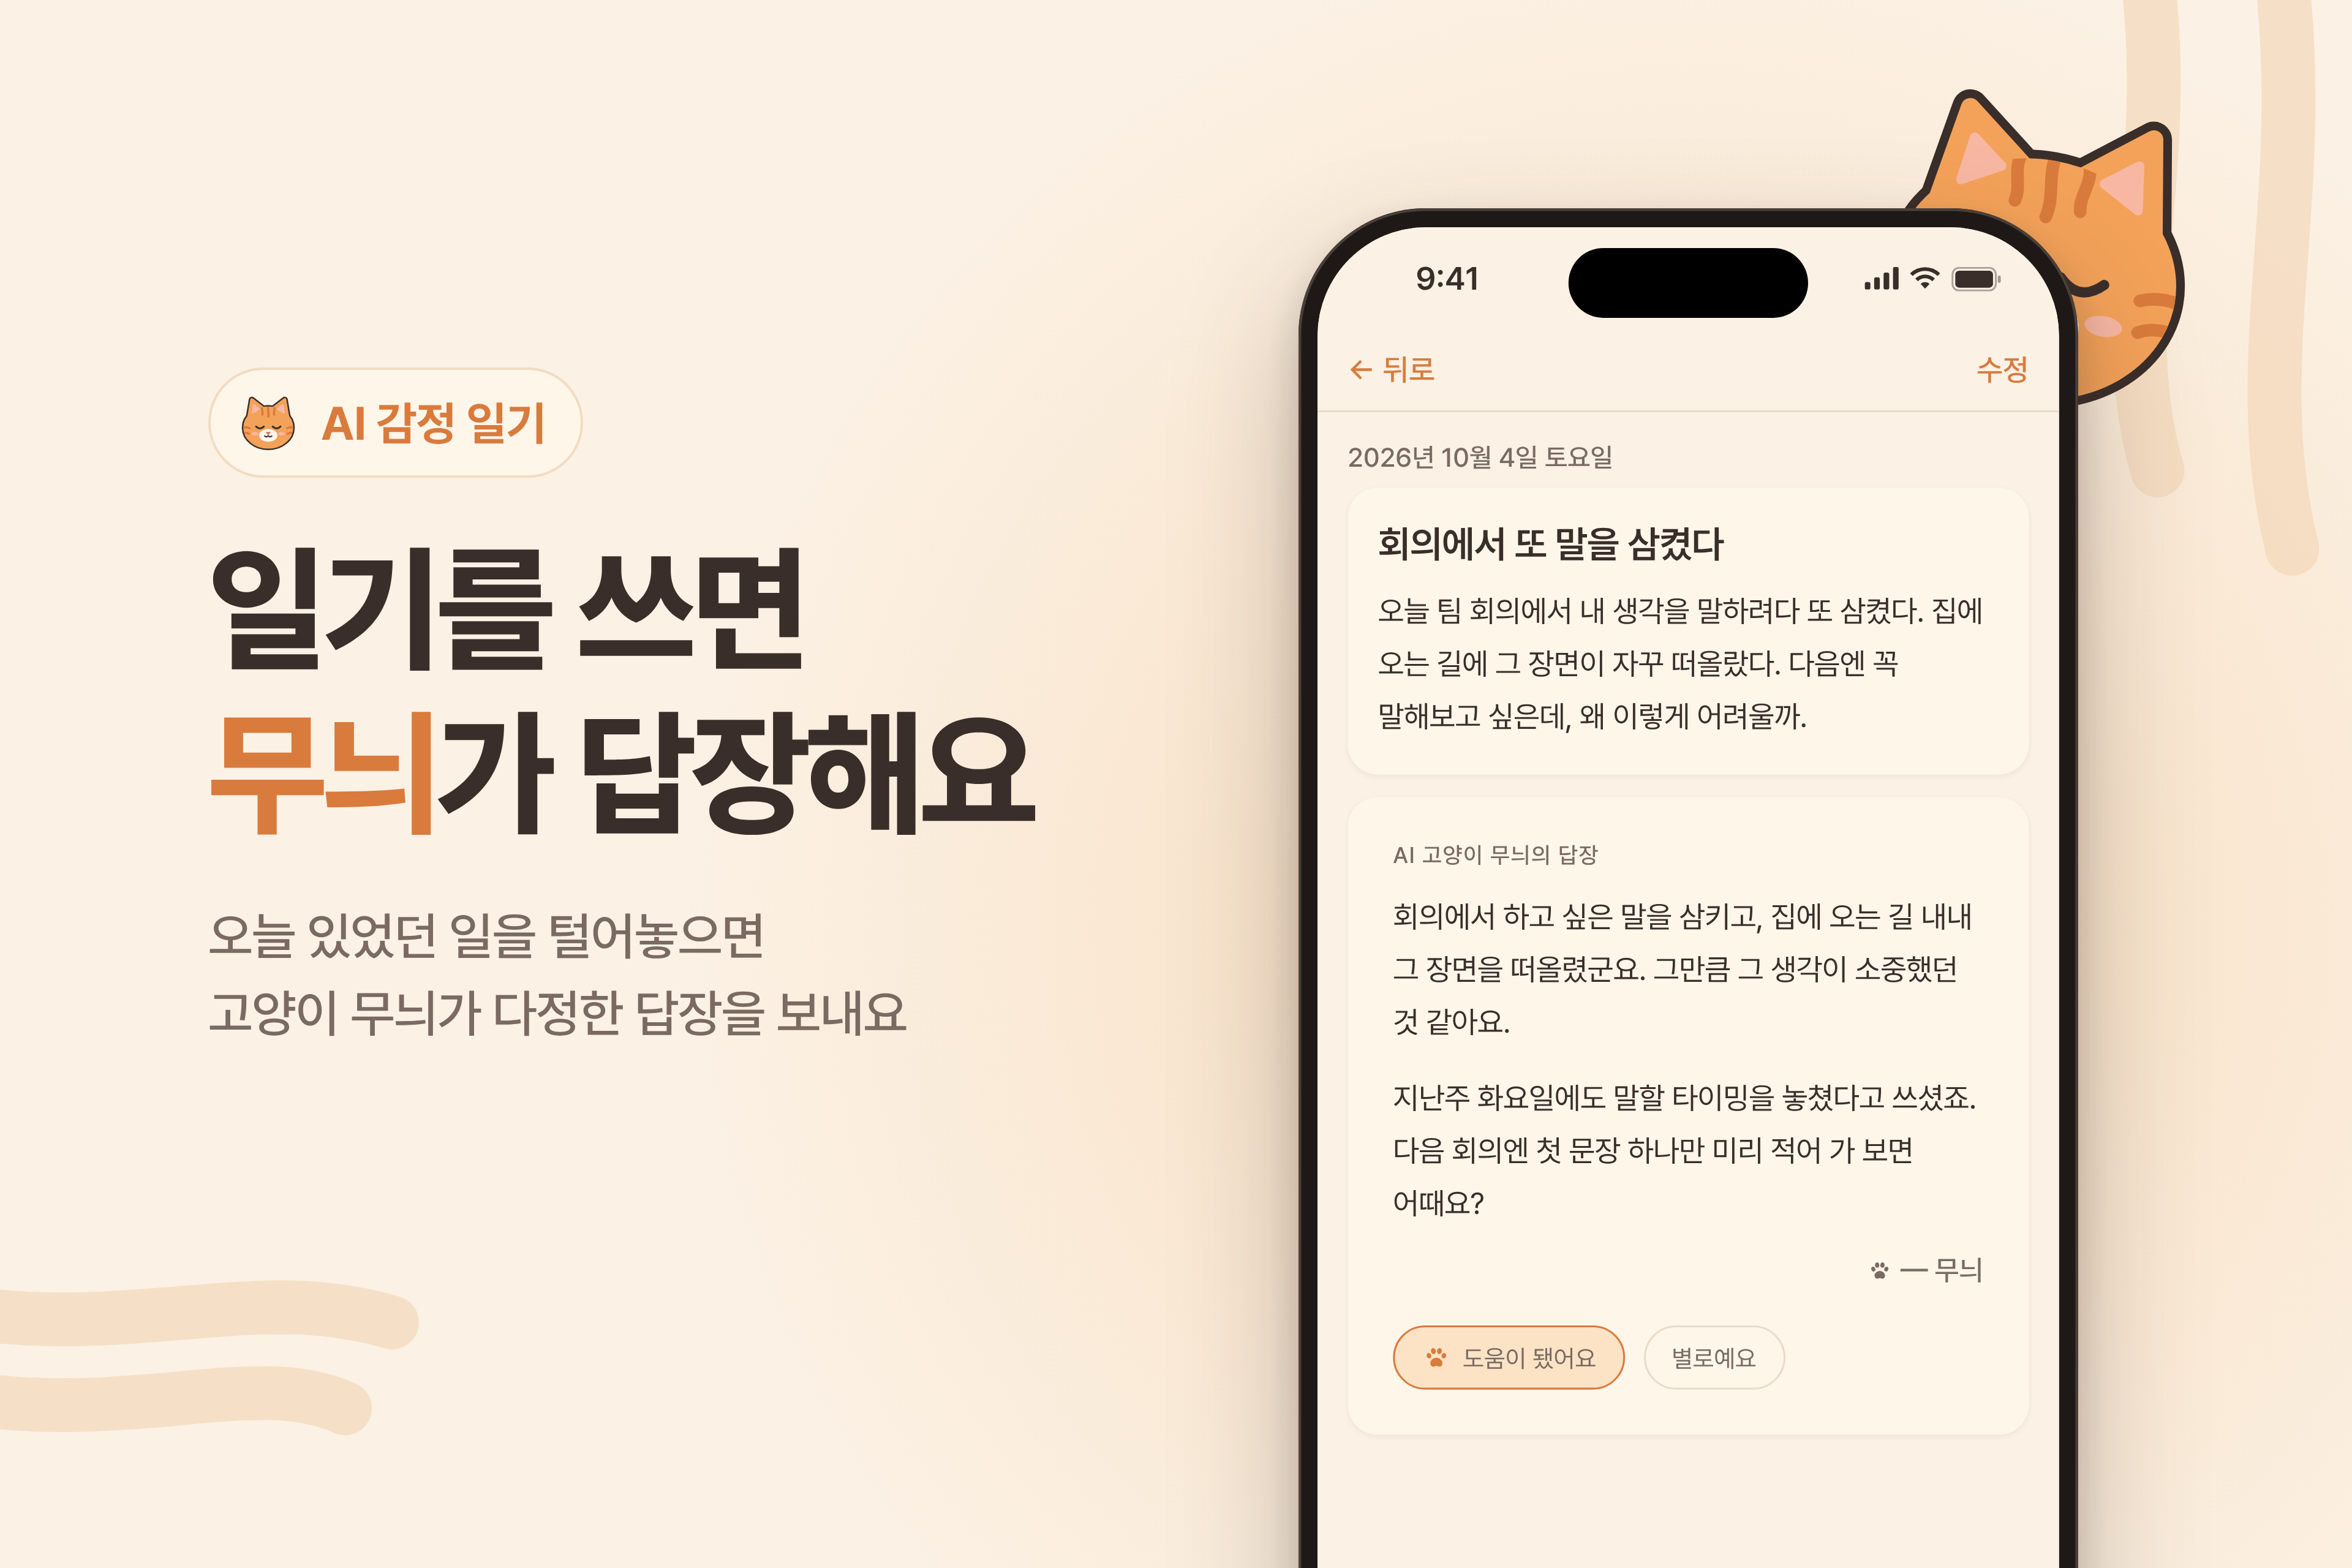 AI 감정 일기
일기를 쓰면
무늬가 답장해요
오늘 있었던 일을 털어놓으면
고양이 무늬가 다정한 답장을 보내요
9:41
← 뒤로
수정
2026년 10월 4일 토요일
회의에서 또 말을 삼켰다
오늘 팀 회의에서 내 생각을 말하려다 또 삼켰다. 집에
오는 길에 그 장면이 자꾸 떠올랐다. 다음엔 꼭
말해보고 싶은데, 왜 이렇게 어려울까.
AI 고양이 무늬의 답장
회의에서 하고 싶은 말을 삼키고, 집에 오는 길 내내
그 장면을 떠올렸군요. 그만큼 그 생각이 소중했던
것 같아요.
지난주 화요일에도 말할 타이밍을 놓쳤다고 쓰셨죠.
다음 회의엔 첫 문장 하나만 미리 적어 가 보면
어때요?
— 무늬
도움이 됐어요
별로예요